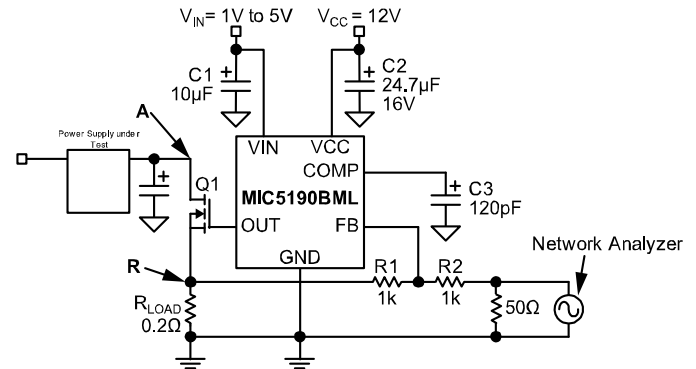 V_IN = 1V to 5V
V_CC = 12V
C1
10µF
C2
24.7µF
16V
A
Power Supply under
Test
VIN
VCC
COMP
Q1
MIC5190BML
C3
120pF
OUT
FB
GND
Network Analyzer
R
R1
1k
R2
1k
R_LOAD
0.2Ω
50Ω